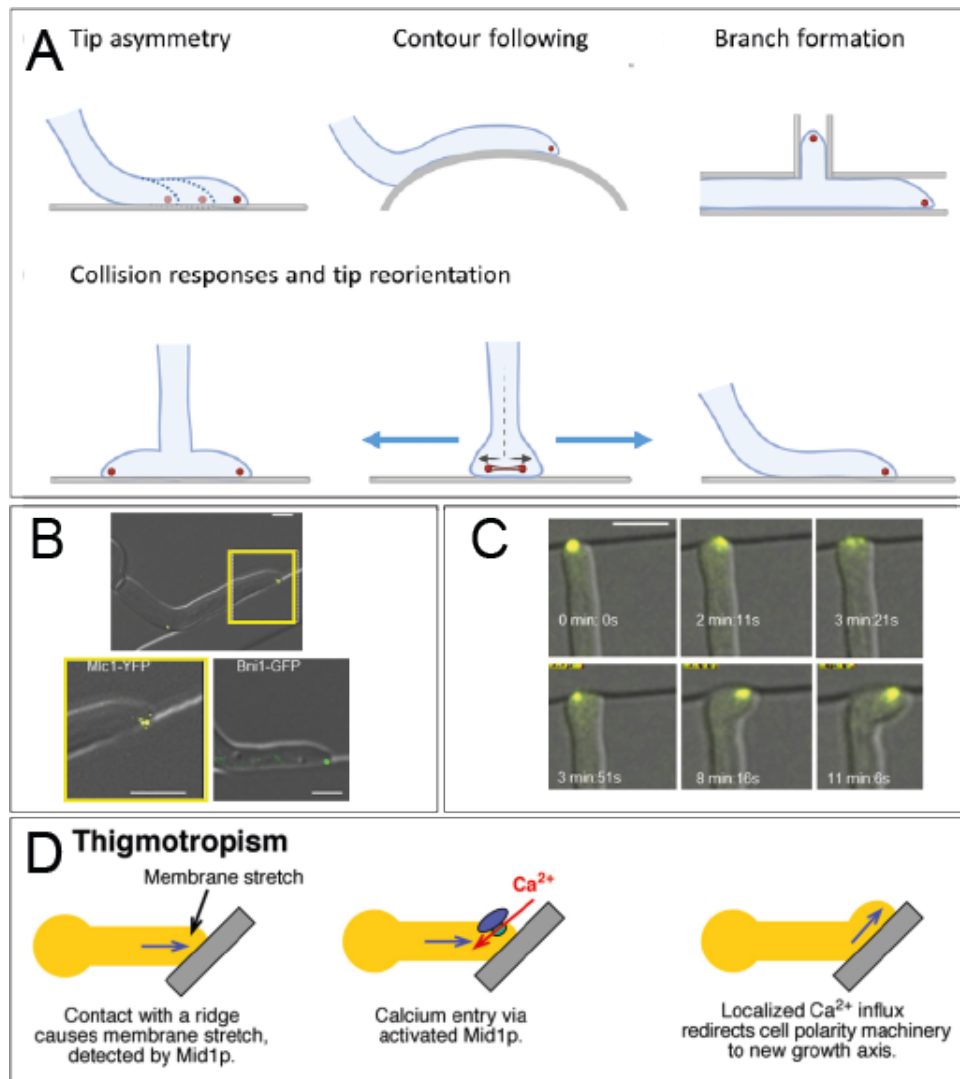 A
Tip asymmetry
Contour following
Branch formation
Collision responses and tip reorientation
B
Mlc1-YFP
Bni1-GFP
C
0 min: 0s
2 min:11s
3 min:21s
3 min:51s
8 min:16s
11 min:6s
D
Thigmotropism
Membrane stretch
Ca2+
Contact with a ridge
causes membrane stretch,
detected by Mid1p.
Calcium entry via
activated Mid1p.
Localized Ca2+ influx
redirects cell polarity machinery
to new growth axis.